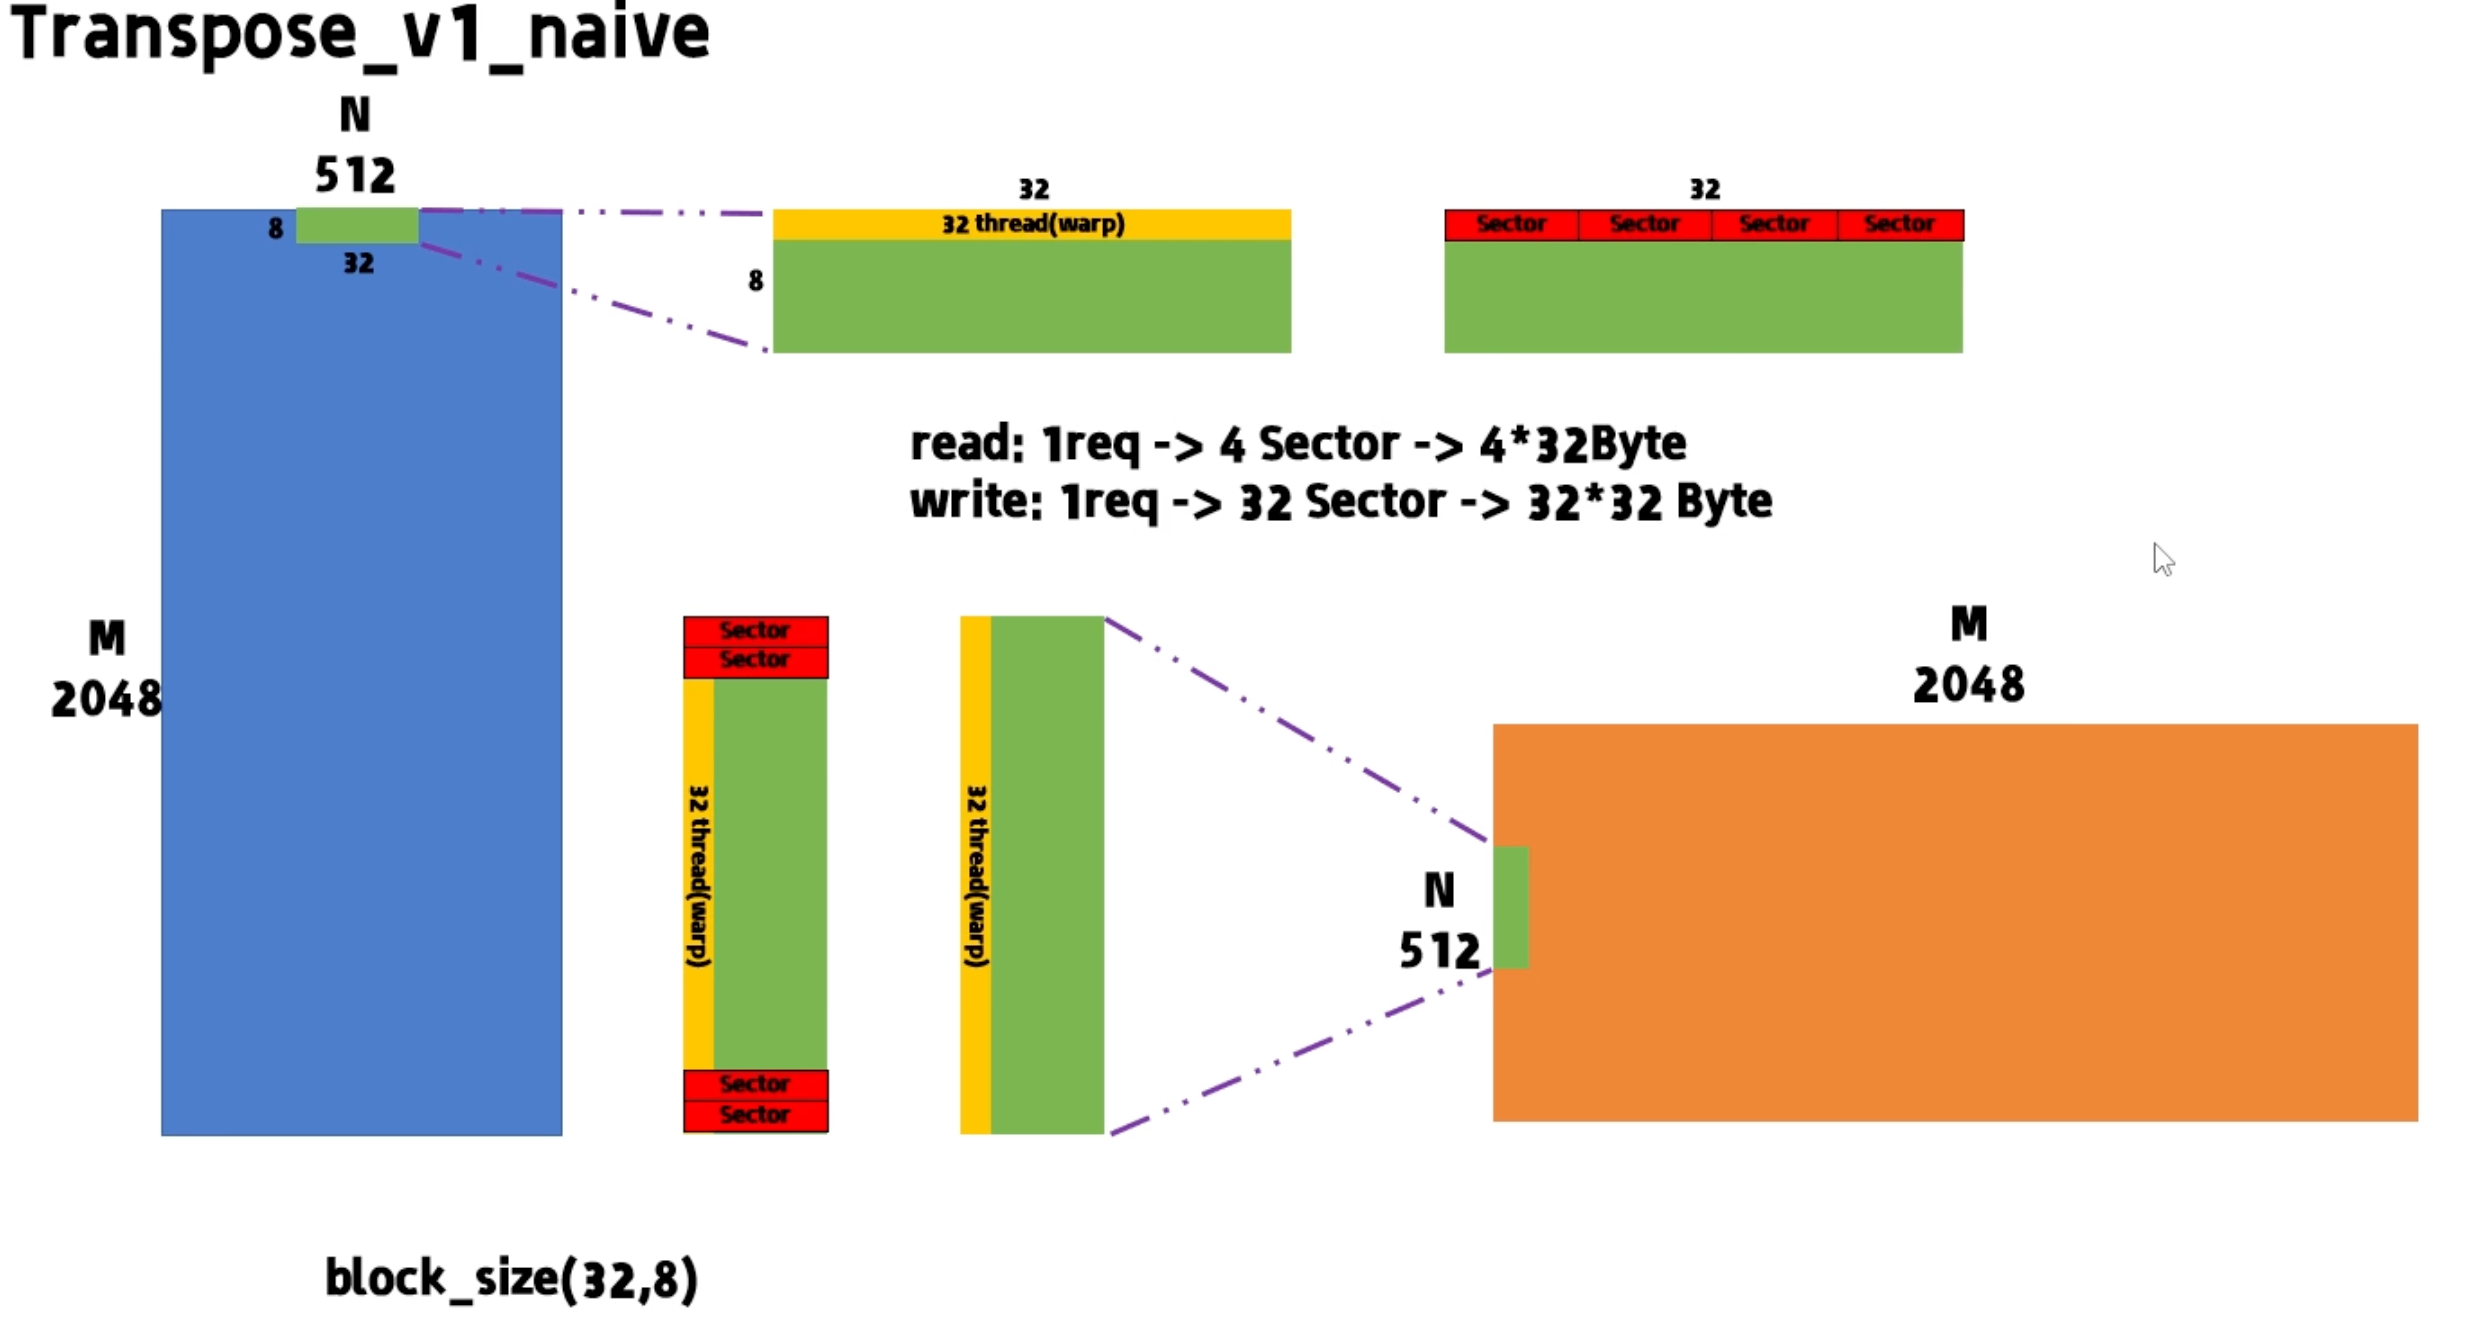 Transpose_v1_naive
N
512
8
32
32
32 thread(warp)
8
32
Sector Sector Sector Sector
read: 1req -> 4 Sector -> 4*32Byte
write: 1req -> 32 Sector -> 32*32 Byte
M
2048
Sector
Sector
32 thread(warp)
Sector
Sector
32 thread(warp)
M
2048
N
512
block_size(32,8)